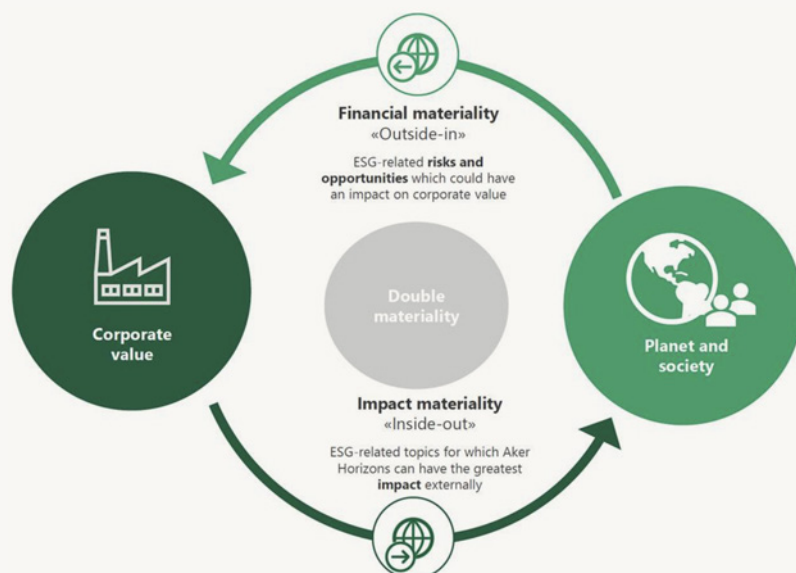 Financial materiality
«Outside-in»
ESG-related risks and
opportunities which could have
an impact on corporate value
Corporate
value
Double
materiality
Planet and
society
Impact materiality
«Inside-out»
ESG-related topics for which Aker
Horizons can have the greatest
impact externally